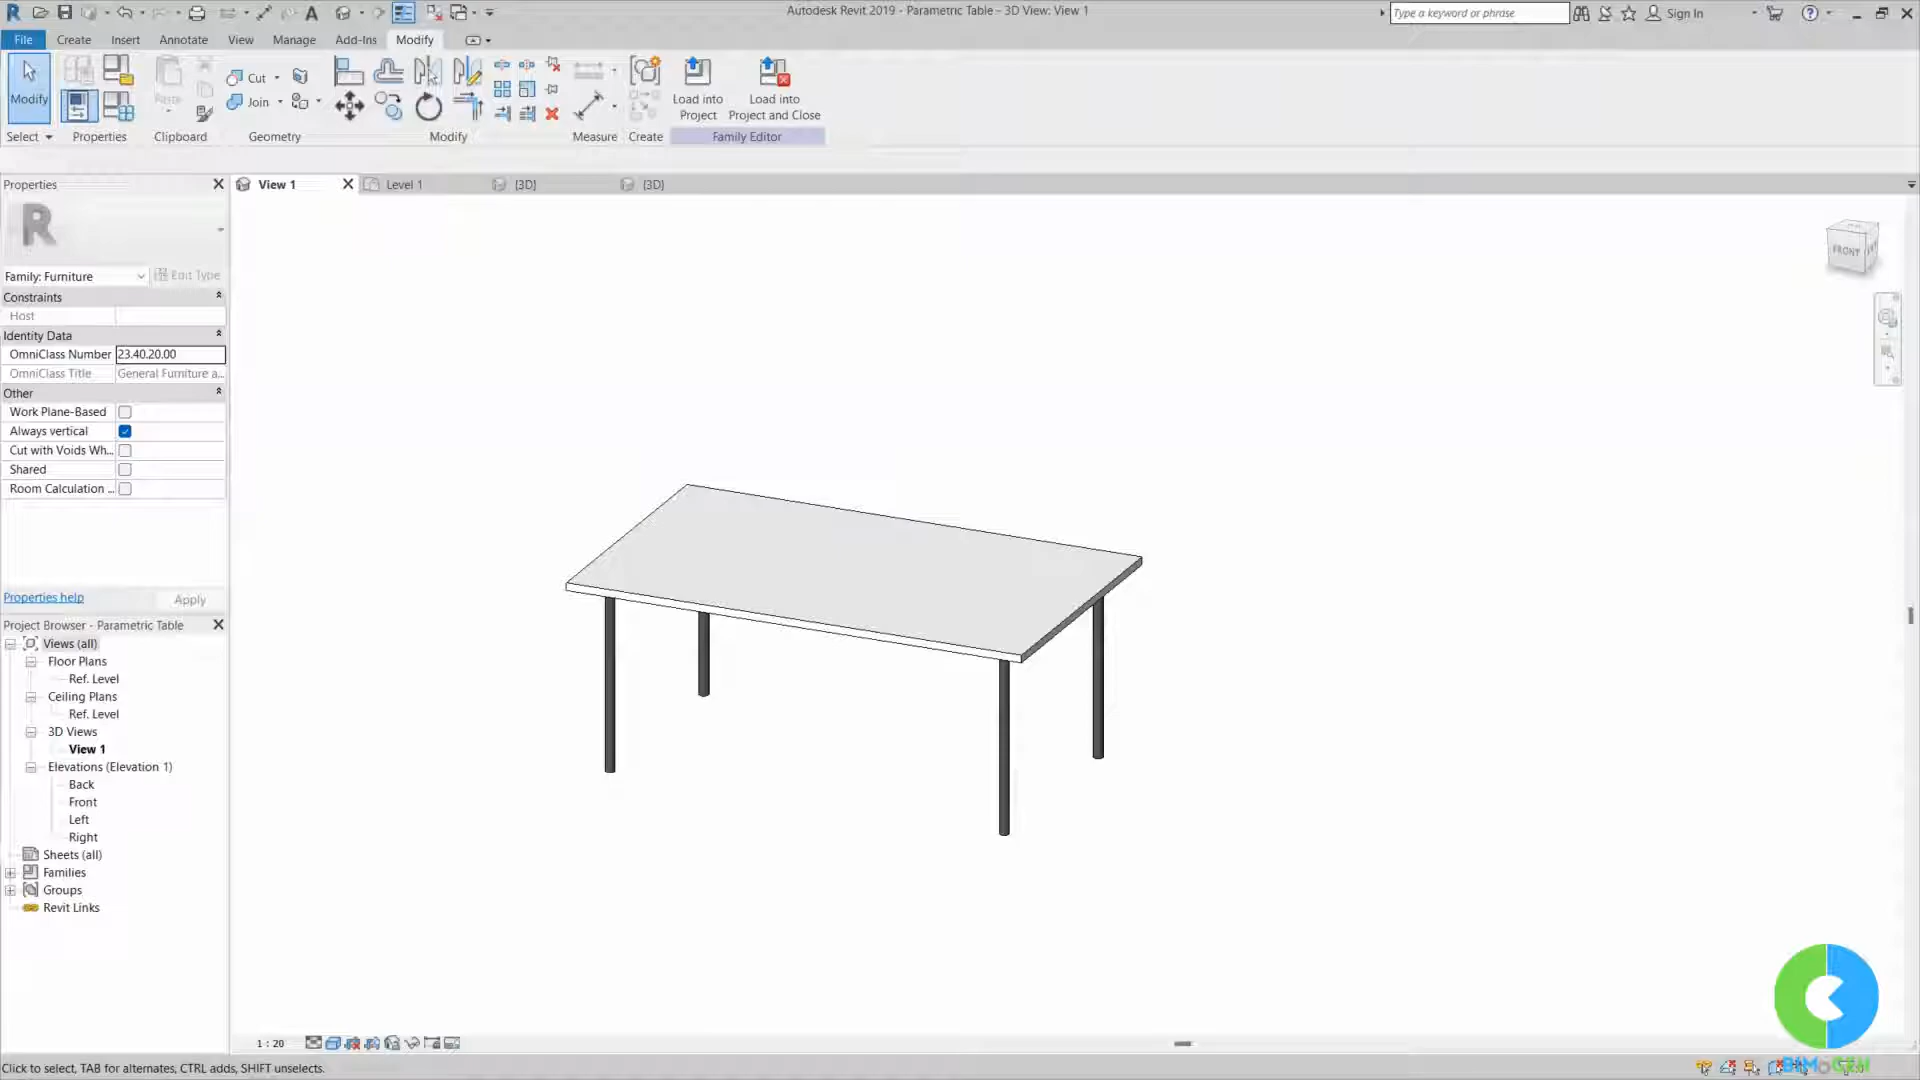 Autodesk Revit 2019 - Parametric Table - 3D View: View 1
Type a keyword or phrase
Sign In
File
Create
Insert
Annotate
View
Manage
Add-Ins
Modify
Modify
Cut
Join
Load into Project
Load into Project and Close
Select
Properties
Clipboard
Geometry
Modify
Measure
Create
Family Editor
Properties
View 1
Level 1
{3D}
{3D}
FRONT
Family: Furniture
Edit Type
Constraints
Host
Identity Data
OmniClass Number 23.40.20.00
OmniClass Title General Furniture a...
Other
Work Plane-Based
Always vertical
Cut with Voids Wh...
Shared
Room Calculation ...
Properties help
Apply
Project Browser - Parametric Table
Views (all)
Floor Plans
Ref. Level
Ceiling Plans
Ref. Level
3D Views
View 1
Elevations (Elevation 1)
Back
Front
Left
Right
Sheets (all)
Families
Groups
Revit Links
1 : 20
Click to select, TAB for alternates, CTRL adds, SHIFT unselects.